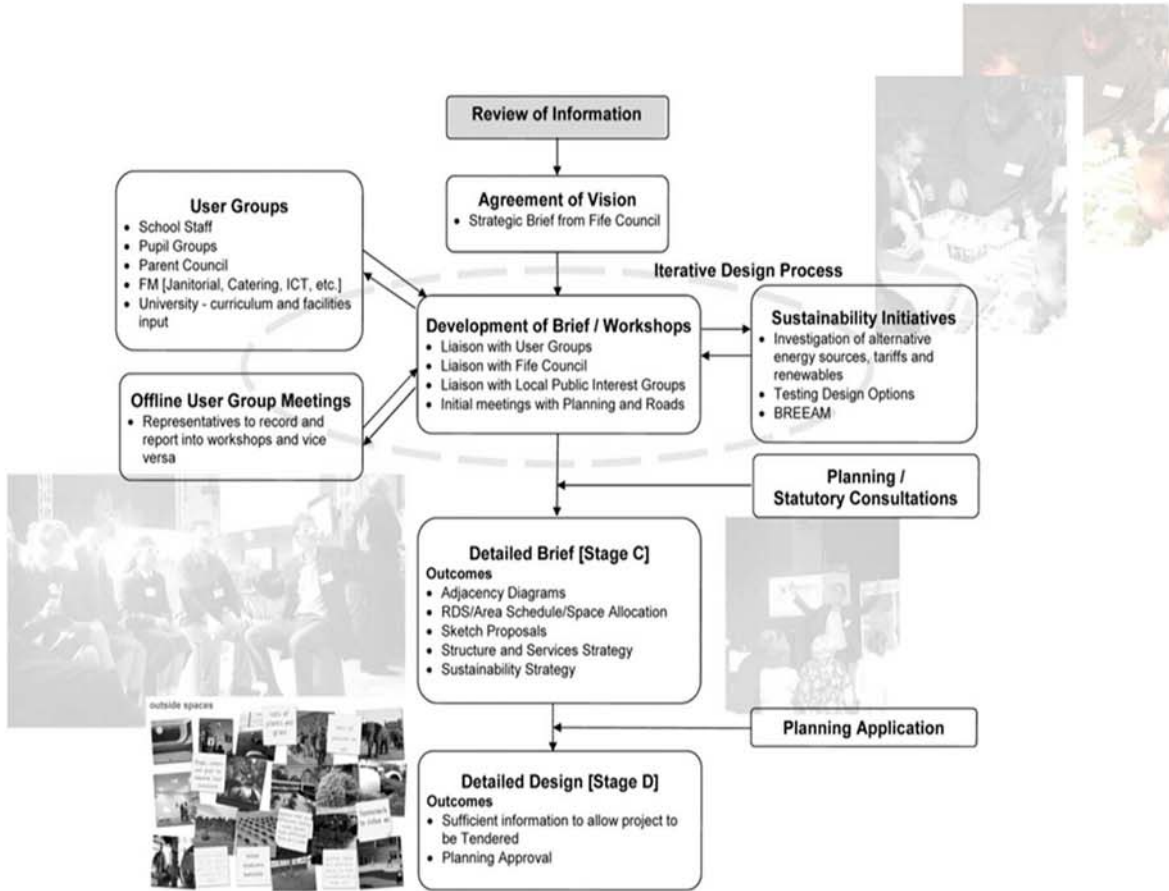 Review of Information
Agreement of Vision
• Strategic Brief from Fife Council
User Groups
• School Staff
• Pupil Groups
• Parent Council
• FM [Janitorial, Catering, ICT, etc.]
• University - curriculum and facilities
input
Iterative Design Process
Development of Brief / Workshops
• Liaison with User Groups
• Liaison with Fife Council
• Liaison with Local Public Interest Groups
• Initial meetings with Planning and Roads
Sustainability Initiatives
• Investigation of alternative
energy sources, tariffs and
renewables
• Testing Design Options
• BREEAM
Offline User Group Meetings
• Representatives to record and
report into workshops and vice
versa
Planning /
Statutory Consultations
Detailed Brief [Stage C]
Outcomes
• Adjacency Diagrams
• RDS/Area Schedule/Space Allocation
• Sketch Proposals
• Structure and Services Strategy
• Sustainability Strategy
outside spaces
Planning Application
Detailed Design [Stage D]
Outcomes
• Sufficient information to allow project to
be Tendered
• Planning Approval